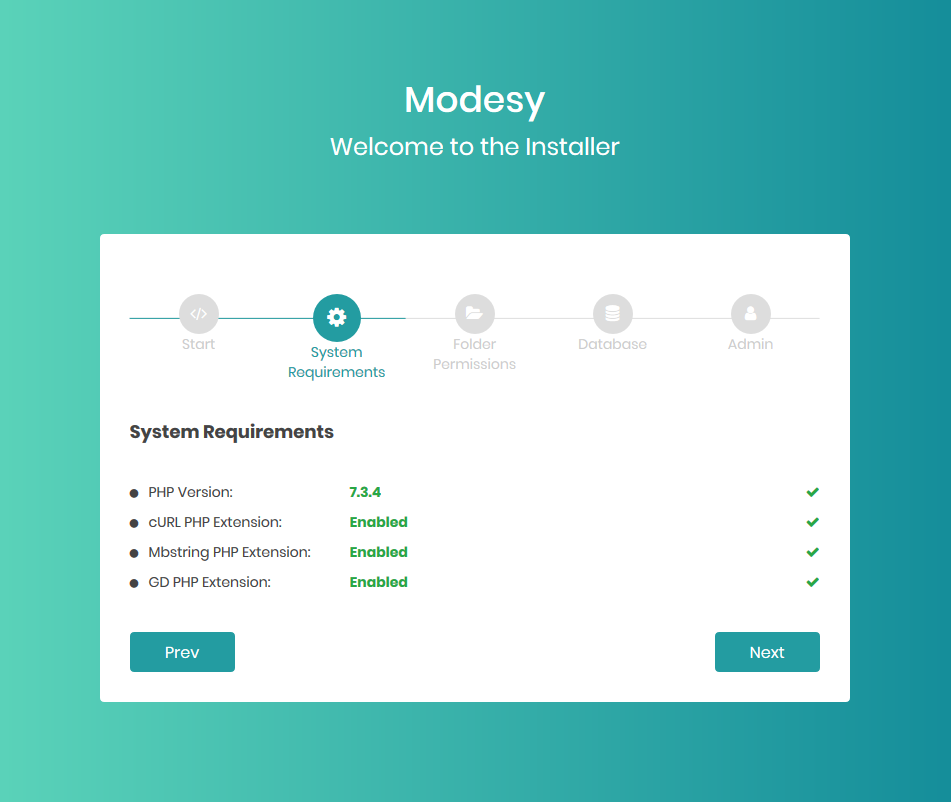 Modesy
Welcome to the Installer
Start
System
Requirements
Folder
Permissions
Database
Admin
System Requirements
PHP Version: 7.3.4
cURL PHP Extension: Enabled
Mbstring PHP Extension: Enabled
GD PHP Extension: Enabled
Prev
Next